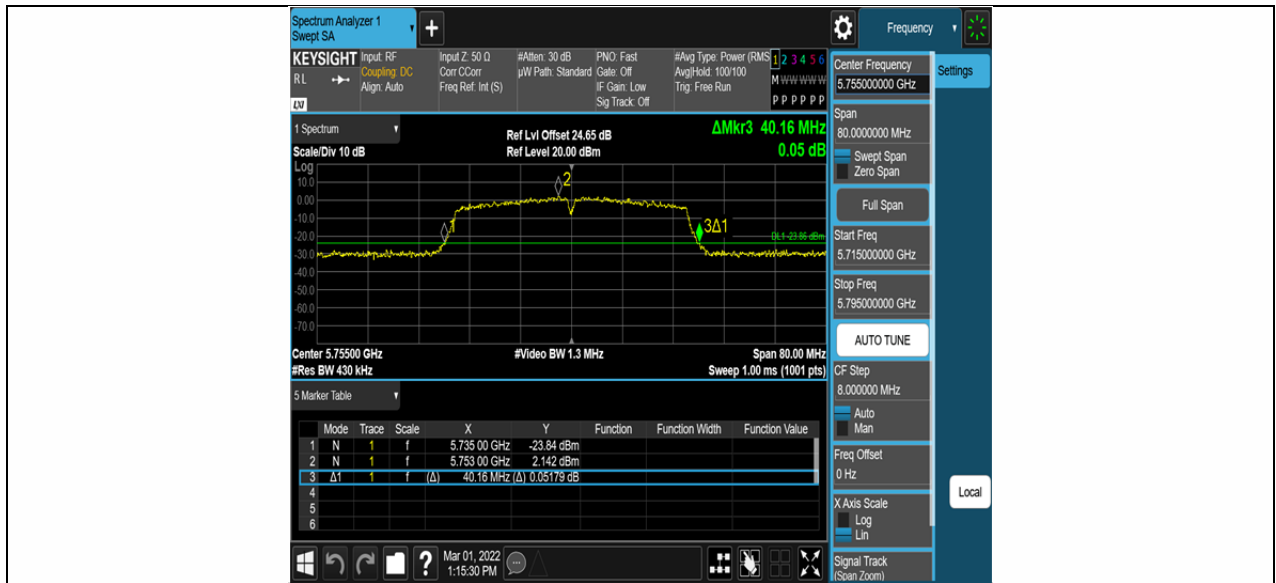 Spectrum Analyzer 1
Swept SA
+
Frequency
KEYSIGHT
RL
LXI
Input: RF
Coupling: DC
Align: Auto
Input Z: 50 Ω
Corr CCorr
Freq Ref: Int (S)
#Atten: 30 dB
µW Path: Standard
PNO: Fast
Gate: Off
IF Gain: Low
Sig Track: Off
#Avg Type: Power (RMS
Avg|Hold: 100/100
Trig: Free Run
1 2 3 4 5 6
M W W W W W
P P P P P P
1 Spectrum
Scale/Div 10 dB
Ref Lvl Offset 24.65 dB
Ref Level 20.00 dBm
ΔMkr3 40.16 MHz
0.05 dB
Log
10.0
0.00
-10.0
-20.0
-30.0
-40.0
-50.0
-60.0
-70.0
1
2
3Δ1
DL1 -23.86 dBm
Center 5.75500 GHz
#Res BW 430 kHz
#Video BW 1.3 MHz
Span 80.00 MHz
Sweep 1.00 ms (1001 pts)
5 Marker Table
Mode Trace Scale X Y Function Function Width Function Value
1 N 1 f 5.735 00 GHz -23.84 dBm
2 N 1 f 5.753 00 GHz 2.142 dBm
3 Δ1 1 f (Δ) 40.16 MHz (Δ) 0.05179 dB
4
5
6
?
Mar 01, 2022
1:15:30 PM
Center Frequency
5.755000000 GHz
Span
80.0000000 MHz
Swept Span
Zero Span
Full Span
Start Freq
5.715000000 GHz
Stop Freq
5.795000000 GHz
AUTO TUNE
CF Step
8.000000 MHz
Auto
Man
Freq Offset
0 Hz
X Axis Scale
Log
Lin
Signal Track
(Span Zoom)
Settings
Local